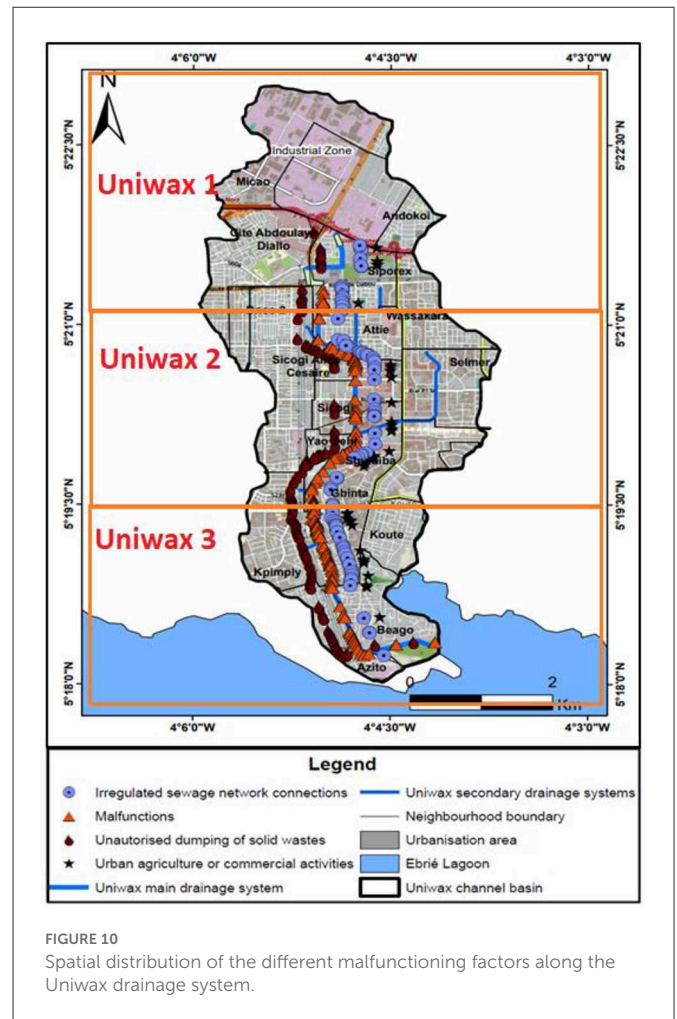 4°6'0"W 4°4'30"W 4°3'0"W
N
5°22'30"N 5°22'30"N
Industrial Zone
Uniwax 1
Micao
Andokoi
Cite Abdoulaye
Diallo
Siporex
5°21'0"N 5°21'0"N
Wassakara
Attie
Uniwax 2
Selmer
Sicogi
Cesaire
Gbinta
5°19'30"N 5°19'30"N
Uniwax 3
Koute
Kpimply
Beago
Azito
5°18'0"N 5°18'0"N
0 2
Km
4°6'0"W 4°4'30"W 4°3'0"W
Legend
Irregulated sewage network connections
Malfunctions
Unautorised dumping of solid wastes
Urban agriculture or commercial activities
Uniwax main drainage system
Uniwax secondary drainage systems
Neighbourhood boundary
Urbanisation area
Ebrié Lagoon
Uniwax channel basin
FIGURE 10
Spatial distribution of the different malfunctioning factors along the
Uniwax drainage system.